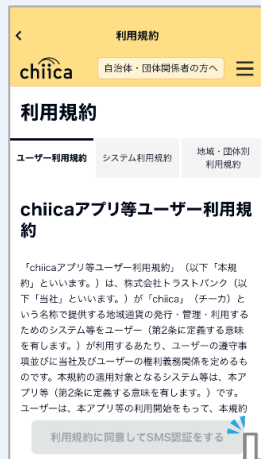 利用規約
chiica
自治体・団体関係者の方へ
利用規約
ユーザー利用規約
システム利用規約
地域・団体別
利用規約
chiicaアプリ等ユーザー利用規
約
「chiicaアプリ等ユーザー利用規約」（以下「本規
約」といいます。）は、株式会社トラストバンク（以
下「当社」といいます。）が「chiica」（チーカ）と
いう名称で提供する地域通貨の発行・管理・利用する
ためのシステム等をユーザー（第2条に定義する意味
を有します。）が利用するあたり、ユーザーの遵守事
項並びに当社及びユーザーの権利義務関係を定めるも
のです。本規約の適用対象となるシステム等は、本ア
プリ等（第2条に定義する意味を有します。）です。
ユーザーは、本アプリ等の利用開始をもって、本規約
利用規約に同意してSMS認証をする